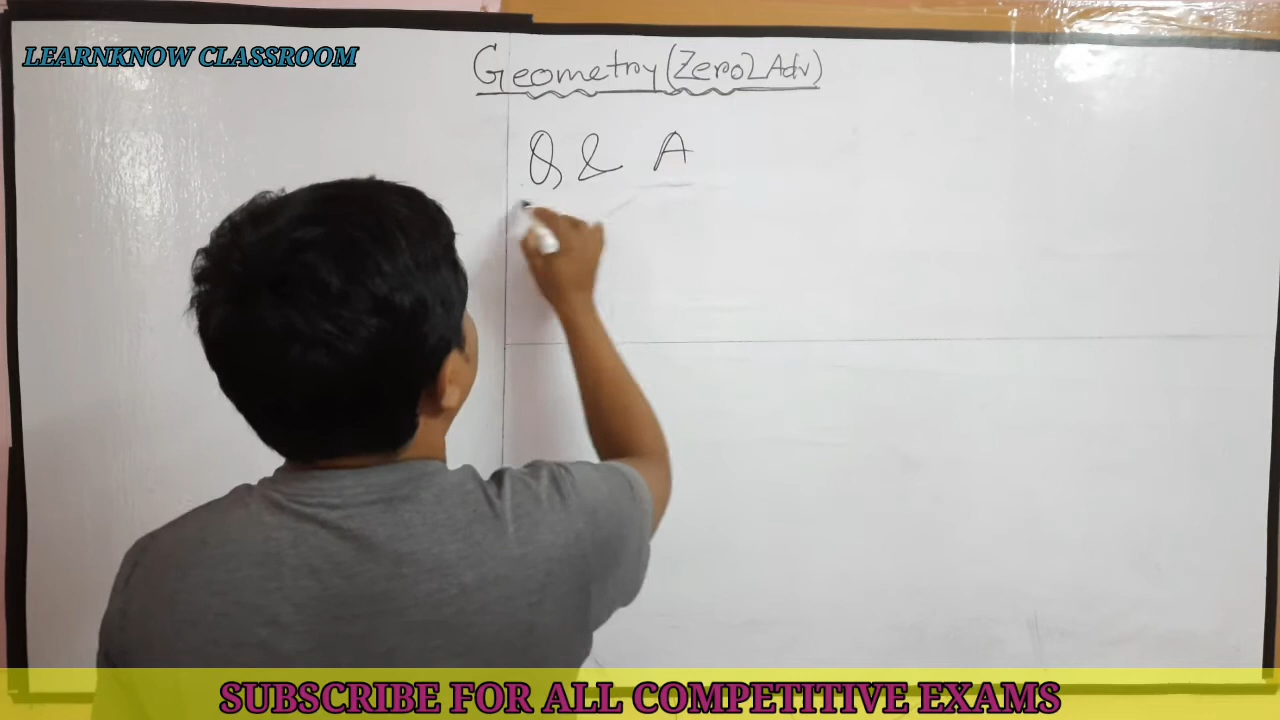 LEARNKNOW CLASSROOM
Geometry (Zero2Adv)
Q & A
SUBSCRIBE FOR ALL COMPETITIVE EXAMS